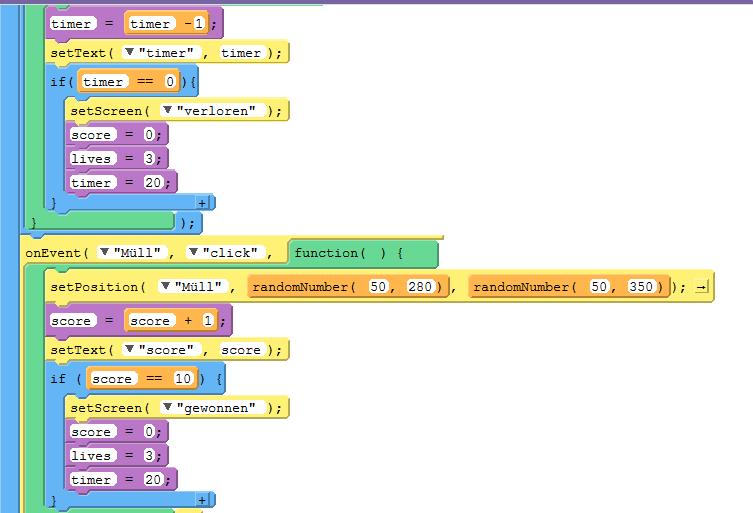 timer = timer -1;
setText( ▼"timer", timer);
if( timer == 0){
setScreen( ▼"verloren" );
score = 0;
lives = 3;
timer = 20;
} +
} );
onEvent( ▼"Müll", ▼"click", function( ) {
setPosition( ▼"Müll", randomNumber( 50, 280), randomNumber( 50, 350)); →
score = score + 1;
setText( ▼"score", score);
if ( score == 10) {
setScreen( ▼"gewonnen" );
score = 0;
lives = 3;
timer = 20;
} +